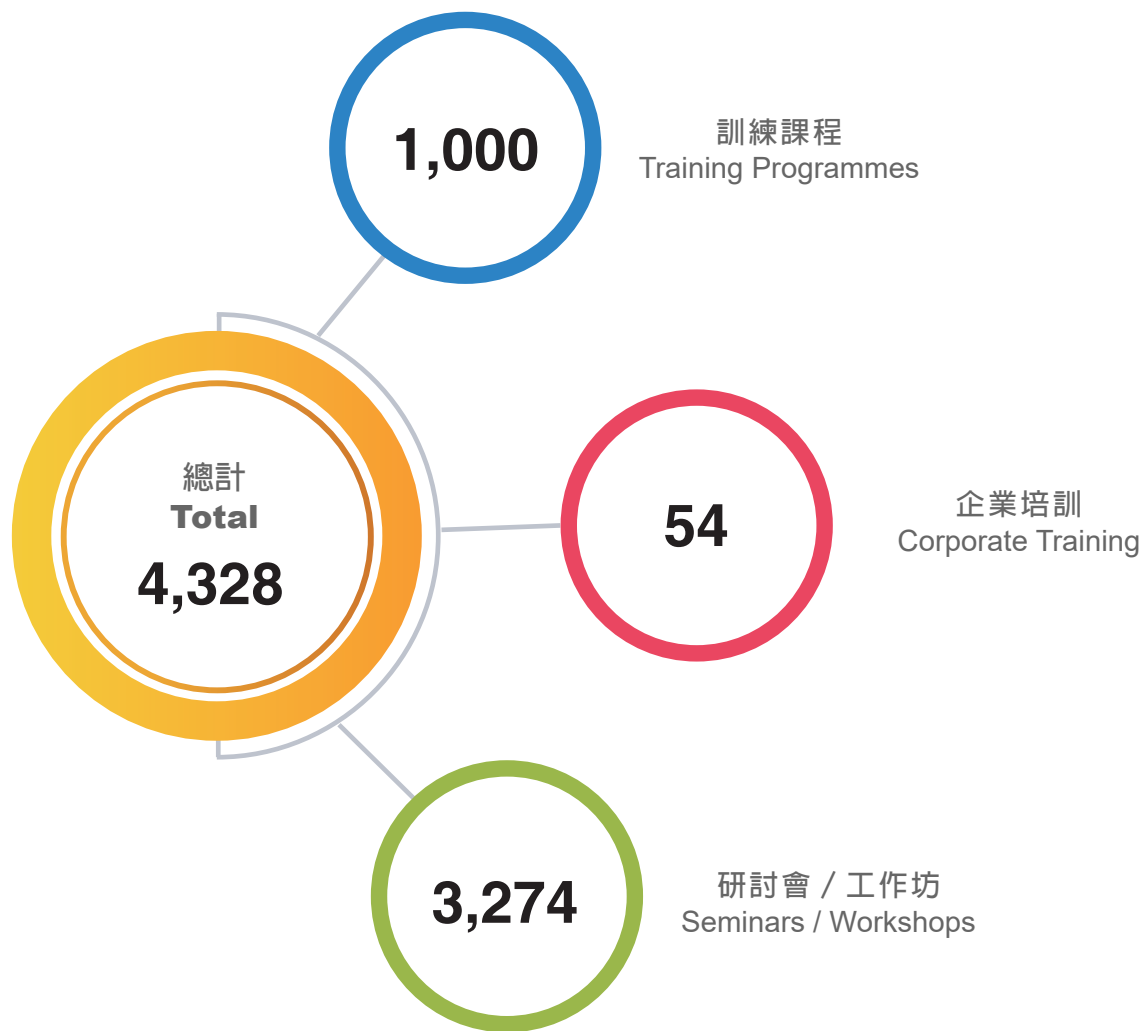 1,000
訓練課程
Training Programmes
總計
Total
4,328
54
企業培訓
Corporate Training
3,274
研討會 / 工作坊
Seminars / Workshops